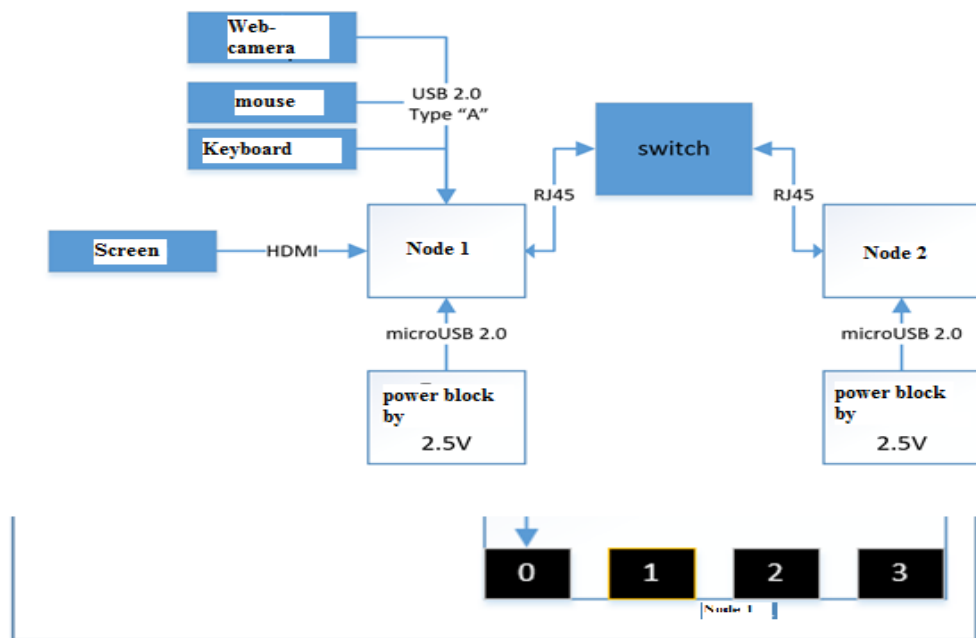 Web-
camera
USB 2.0
Type "A"
mouse
switch
Keyboard
RJ45
RJ45
Screen
HDMI
Node 1
Node 2
microUSB 2.0
microUSB 2.0
power block
by
2.5V
power block
by
2.5V
0 1 2 3
Node 1